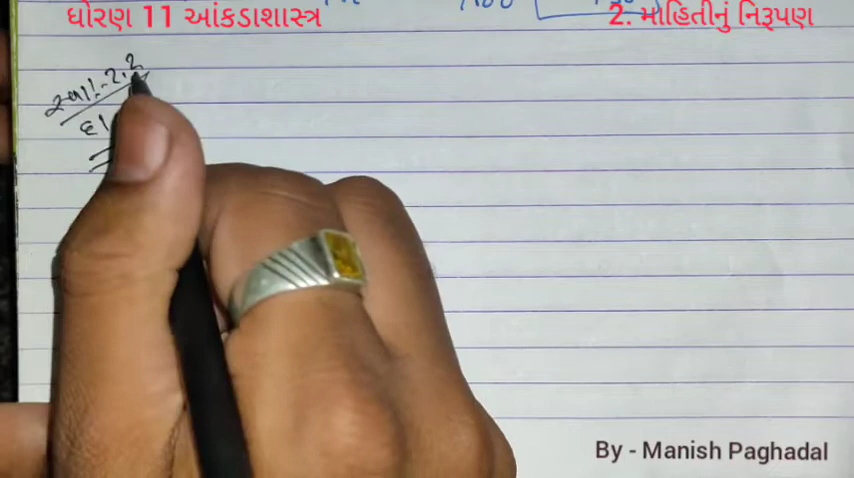 ધોરણ 11 આંકડાશાસ્ત્ર
2. માહિતીનું નિરૂપણ
સ્વા.- 2.2
દા
By - Manish Paghadal